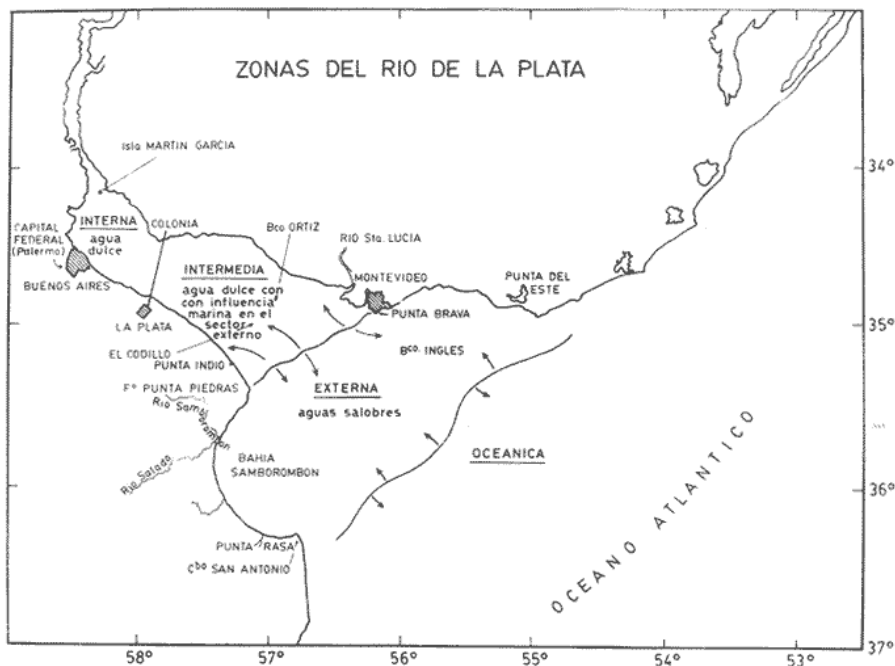 ZONAS DEL RIO DE LA PLATA
Isla MARTIN GARCIA
34°
CAPITAL
FEDERAL
(Palermo)
INTERNA
agua
dulce
COLONIA
Bco ORTIZ
RIO Sta. LUCIA
BUENOS AIRES
INTERMEDIA
agua dulce con
con influencia
marina en el
sector
externo
MONTEVIDEO
PUNTA DEL
ESTE
LA PLATA
PUNTA BRAVA
35°
EL CODILLO
PUNTA INDIO
Bco. INGLES
Fº PUNTA PIEDRAS
EXTERNA
aguas salobres
Rio Samborombon
BAHIA
SAMBOROMBON
Rio Salado
OCEANICA
36°
PUNTA RASA
Cbo SAN ANTONIO
OCEANO ATLANTICO
37°
58°
57°
56°
55°
54°
53°